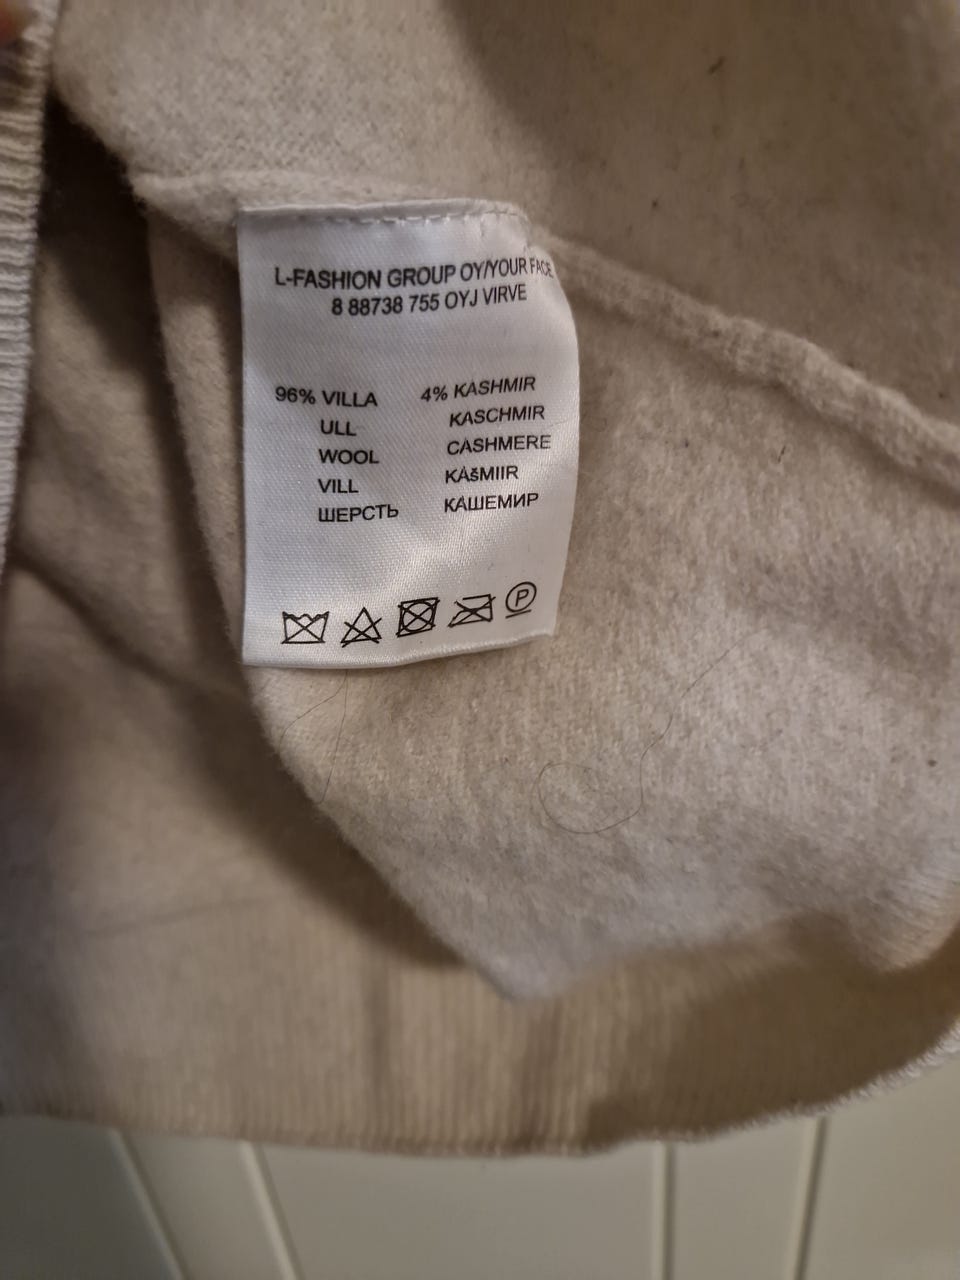 L-FASHION GROUP OY/YOUR FACE
8 88738 755 OYJ VIRVE
96% VILLA 4% KASHMIR
ULL KASCHMIR
WOOL CASHMERE
VILL KAŠMIIR
ШЕРСТЬ КАШЕМИР
P